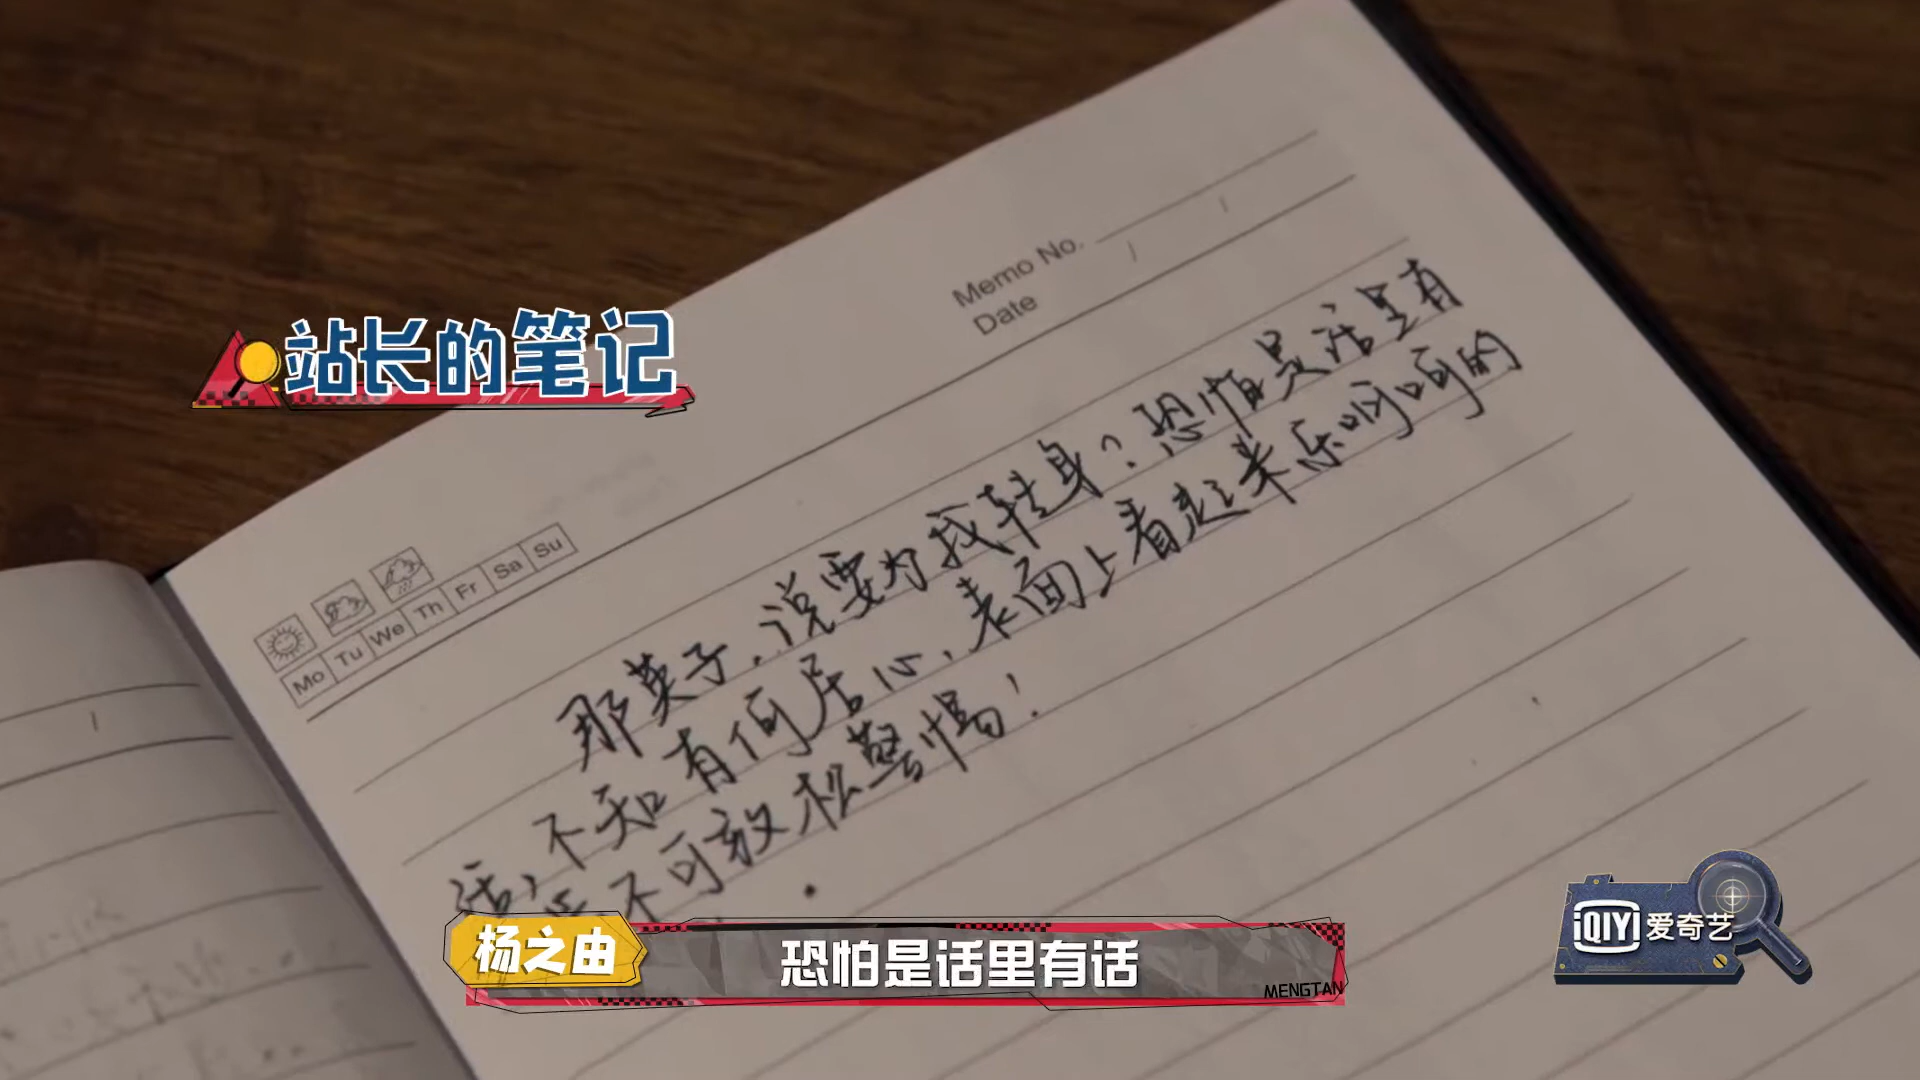 Memo No.
Date
站长的笔记
Mo Tu We Th Fr Sa Su
那英子,说要为我赎身?恐怕是话里有
话,不知有何居心,表面上看起来乐呵呵的
不可放松警惕!
杨之由
恐怕是话里有话
MENGTAN
iQIYI 爱奇艺